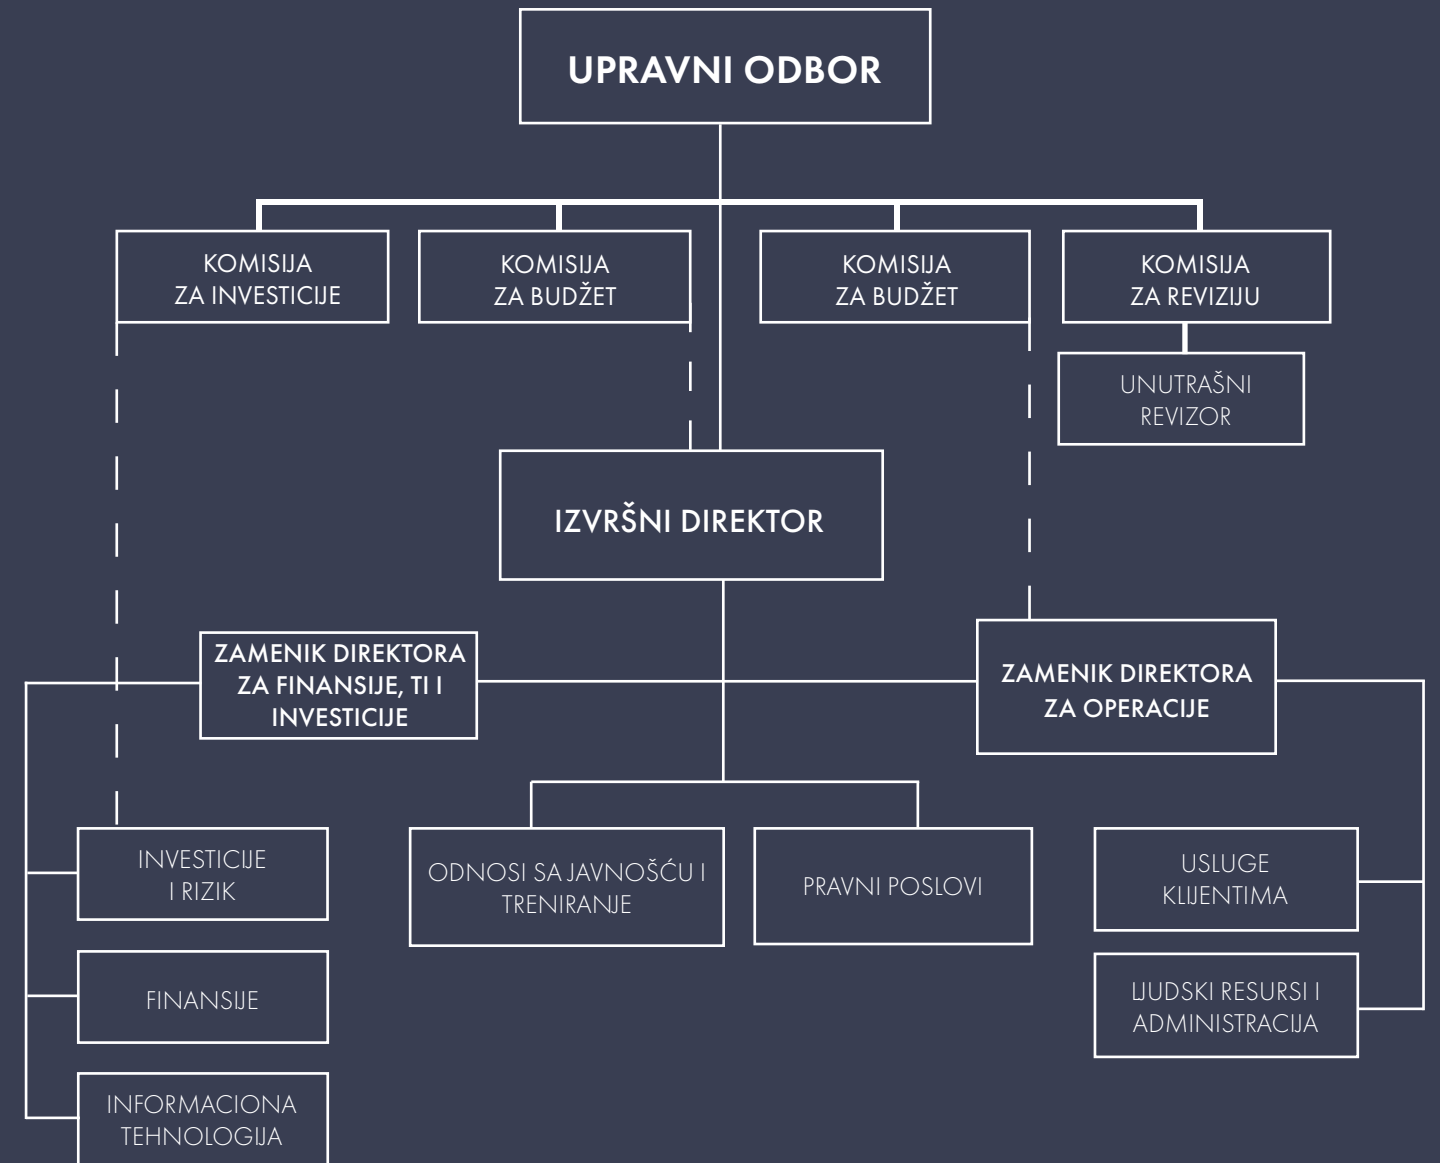 UPRAVNI ODBOR
KOMISIJA
ZA INVESTICIJE
KOMISIJA
ZA BUDŽET
KOMISIJA
ZA BUDŽET
KOMISIJA
ZA REVIZIJU
UNUTRAŠNI
REVIZOR
IZVRŠNI DIREKTOR
ZAMENIK DIREKTORA
ZA FINANSIJE, TI I
INVESTICIJE
ZAMENIK DIREKTORA
ZA OPERACIJE
INVESTICIJE
I RIZIK
ODNOSI SA JAVNOŠĆU I
TRENIRANJE
PRAVNI POSLOVI
USLUGE
KLIJENTIMA
FINANSIJE
LJUDSKI RESURSI I
ADMINISTRACIJA
INFORMACIONA
TEHNOLOGIJA